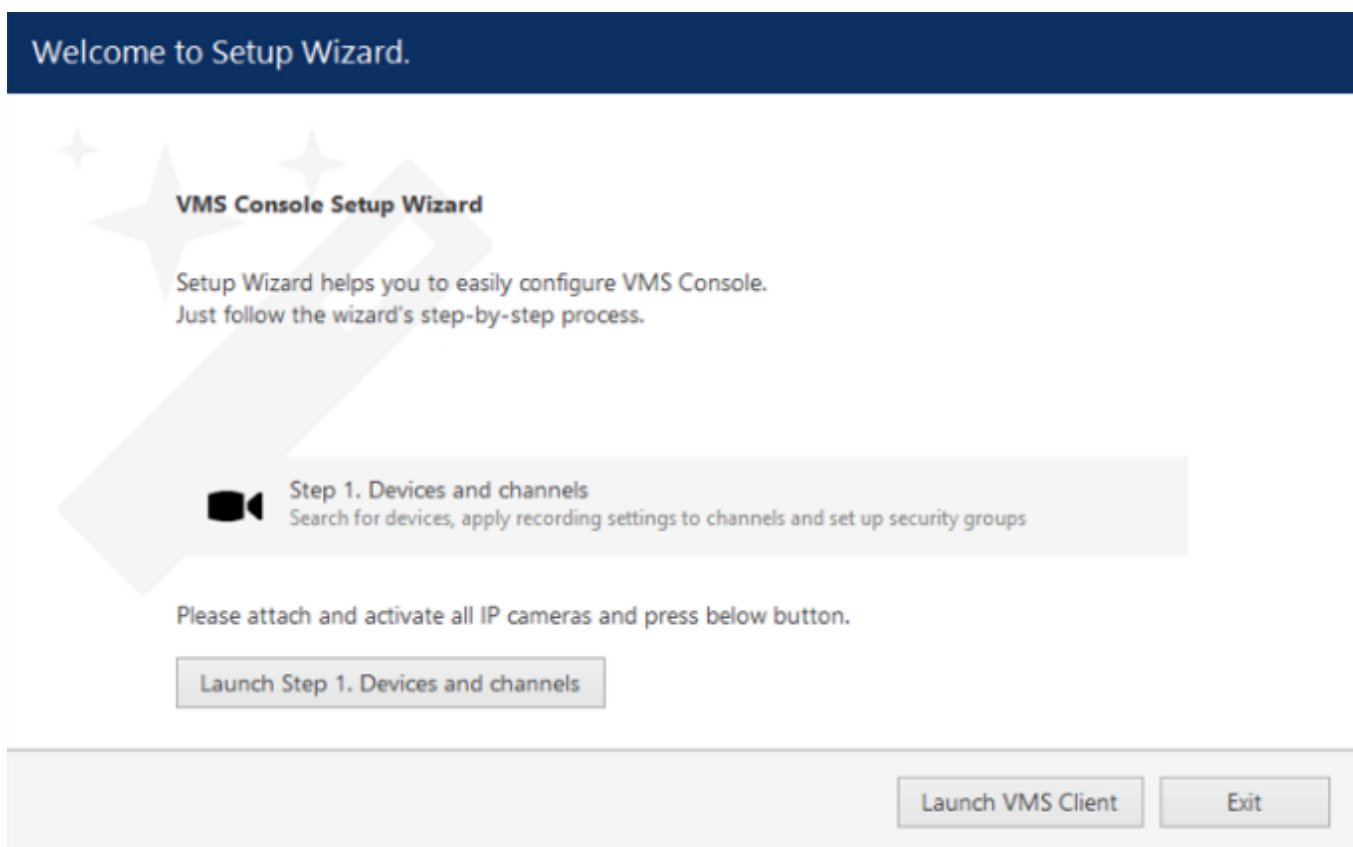 Welcome to Setup Wizard.
VMS Console Setup Wizard
Setup Wizard helps you to easily configure VMS Console.
Just follow the wizard's step-by-step process.
Step 1. Devices and channels
Search for devices, apply recording settings to channels and set up security groups
Please attach and activate all IP cameras and press below button.
Launch Step 1. Devices and channels
Launch VMS Client
Exit